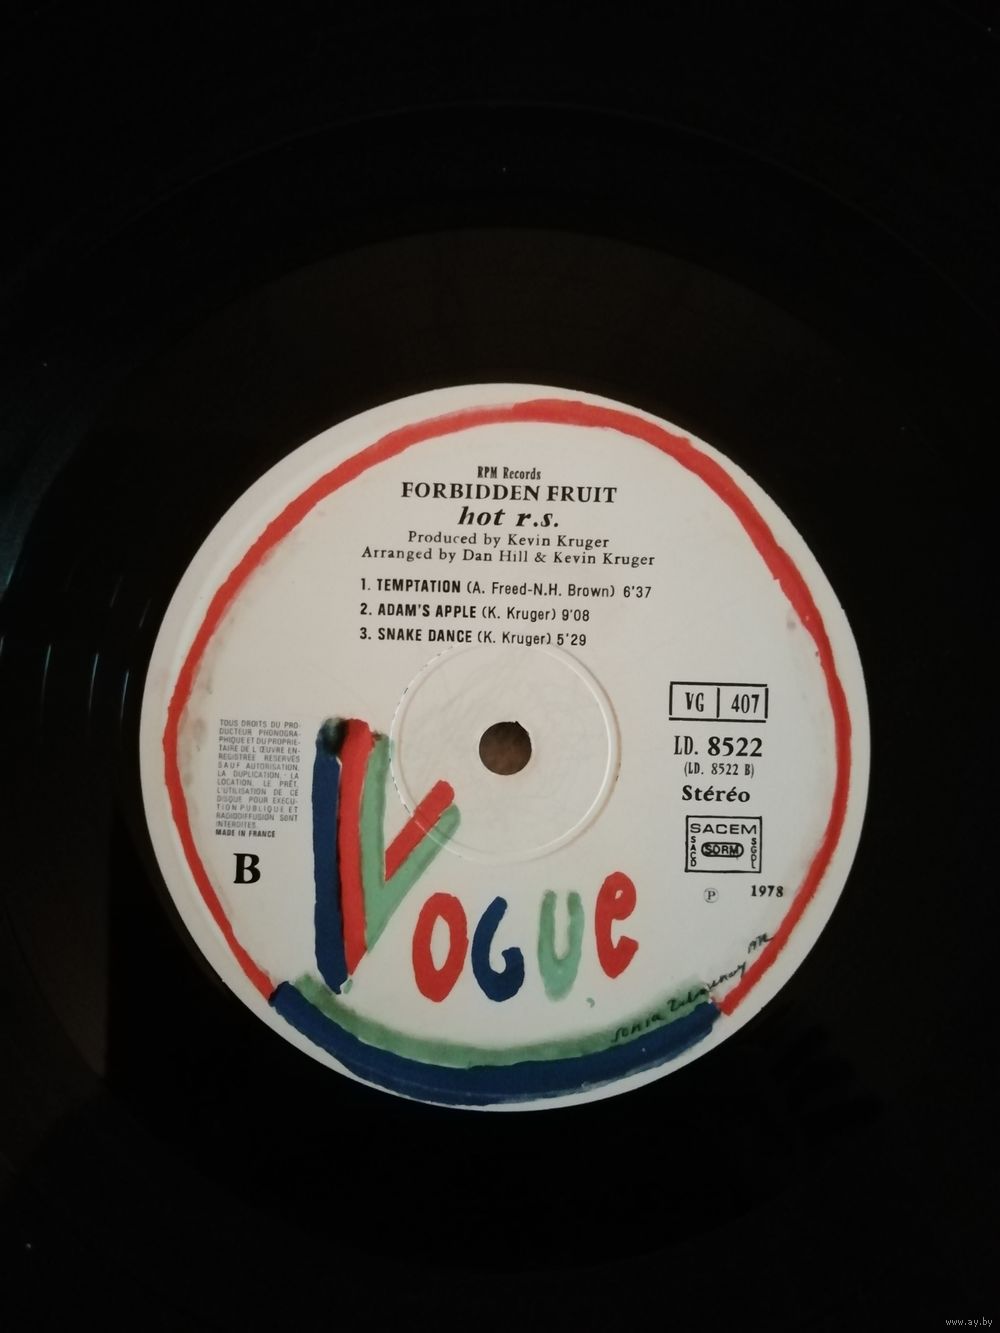 RPM Records
FORBIDDEN FRUIT
hot r.s.
Produced by Kevin Kruger
Arranged by Dan Hill & Kevin Kruger
1. TEMPTATION (A. Freed-N.H. Brown) 6'37
2. ADAM'S APPLE (K. Kruger) 9'08
3. SNAKE DANCE (K. Kruger) 5'29
VG | 407
LD. 8522
(LD. 8522 B)
Stéréo
SACEM
SACD SDRM SGDL
℗ 1978
TOUS DROITS DU PRO-
DUCTEUR PHONOGRA-
PHIQUE ET DU PROPRIE-
TAIRE DE L ŒUVRE EN-
REGISTREE RESERVES
SAUF AUTORISATION,
LA DUPLICATION, LA
LOCATION, LE PRÊT,
L'UTILISATION DE CE
DISQUE POUR EXECU-
TION PUBLIQUE ET
RADIODIFFUSION SONT
INTERDITES.
MADE IN FRANCE
B
VOGUE
sonia
www.ay.by